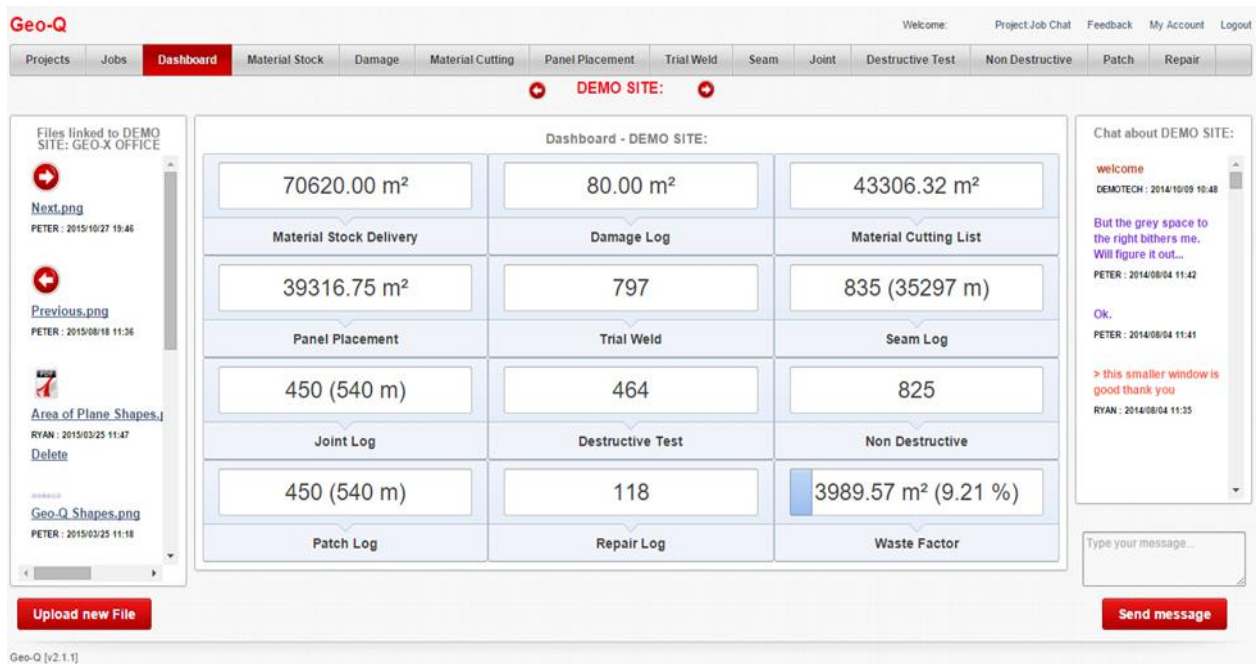 Geo-Q
Welcome: Project Job Chat Feedback My Account Logout
Projects Jobs Dashboard Material Stock Damage Material Cutting Panel Placement Trial Weld Seam Joint Destructive Test Non Destructive Patch Repair
DEMO SITE:
Files linked to DEMO
SITE: GEO-X OFFICE
Next.png
PETER : 2015/10/27 19:46
Previous.png
PETER : 2015/08/18 11:36
PDF
Area of Plane Shapes.
RYAN : 2015/03/25 11:47
Delete
Geo-Q Shapes.png
PETER : 2015/03/25 11:18
Upload new File
Dashboard - DEMO SITE:
70620.00 m² 80.00 m² 43306.32 m²
Material Stock Delivery Damage Log Material Cutting List
39316.75 m² 797 835 (35297 m)
Panel Placement Trial Weld Seam Log
450 (540 m) 464 825
Joint Log Destructive Test Non Destructive
450 (540 m) 118 3989.57 m² (9.21 %)
Patch Log Repair Log Waste Factor
Chat about DEMO SITE:
welcome
DEMOTECH : 2014/10/09 10:48
But the grey space to
the right bithers me.
Will figure it out...
PETER : 2014/08/04 11:42
Ok.
PETER : 2014/08/04 11:41
> this smaller window is
good thank you
RYAN : 2014/08/04 11:35
Type your message...
Send message
Geo-Q [v2.1.1]